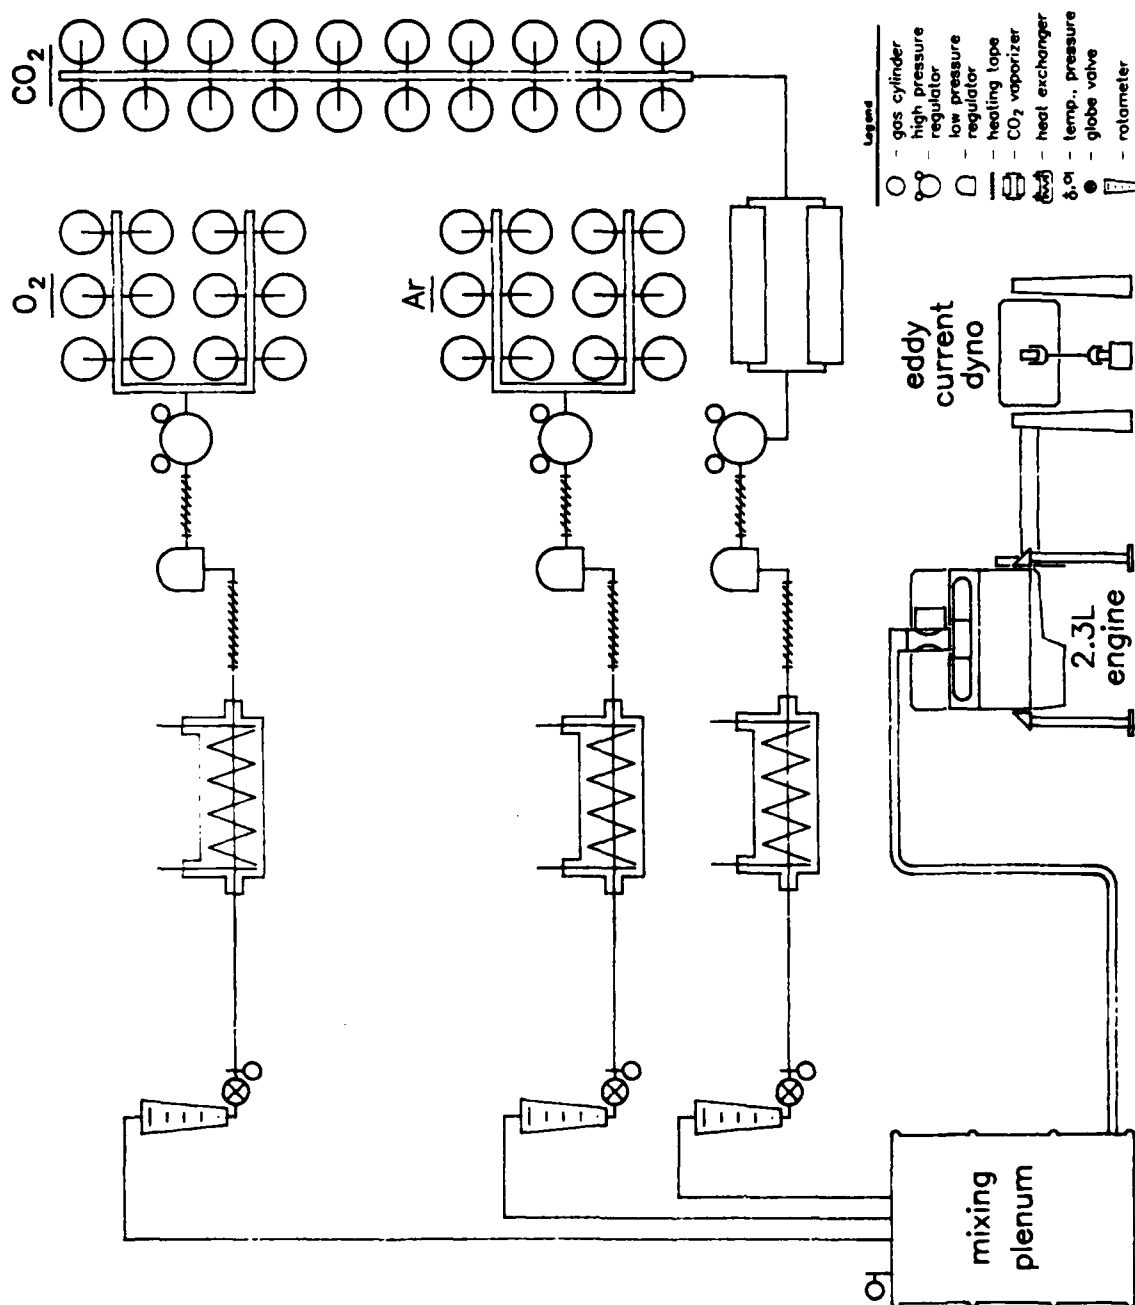 CO2
O2
Ar
Legend
- gas cylinder
high pressure
- regulator
low pressure
- regulator
- heating tape
- CO2 vaporizer
- heat exchanger
- temp., pressure
- globe valve
- rotameter
eddy
current
dyno
2.3L
engine
mixing
plenum